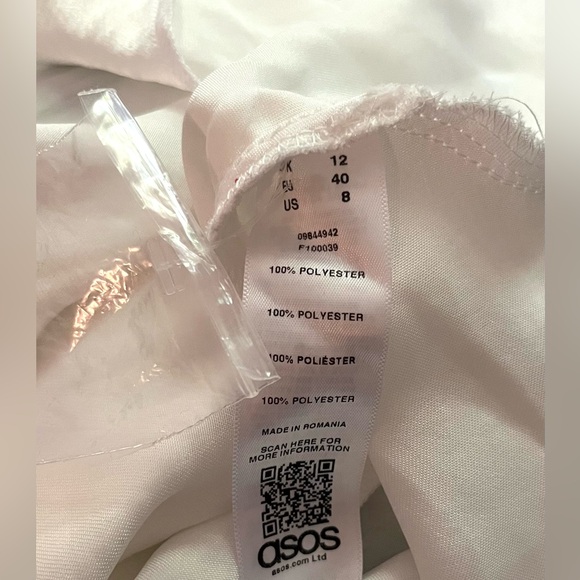 12
EU 40
US 8
09844942
F100039
100% POLYESTER
100% POLYESTER
100% POLIÉSTER
100% POLYESTER
MADE IN ROMANIA
SCAN HERE FOR
MORE INFORMATION
asos
asos.com Ltd